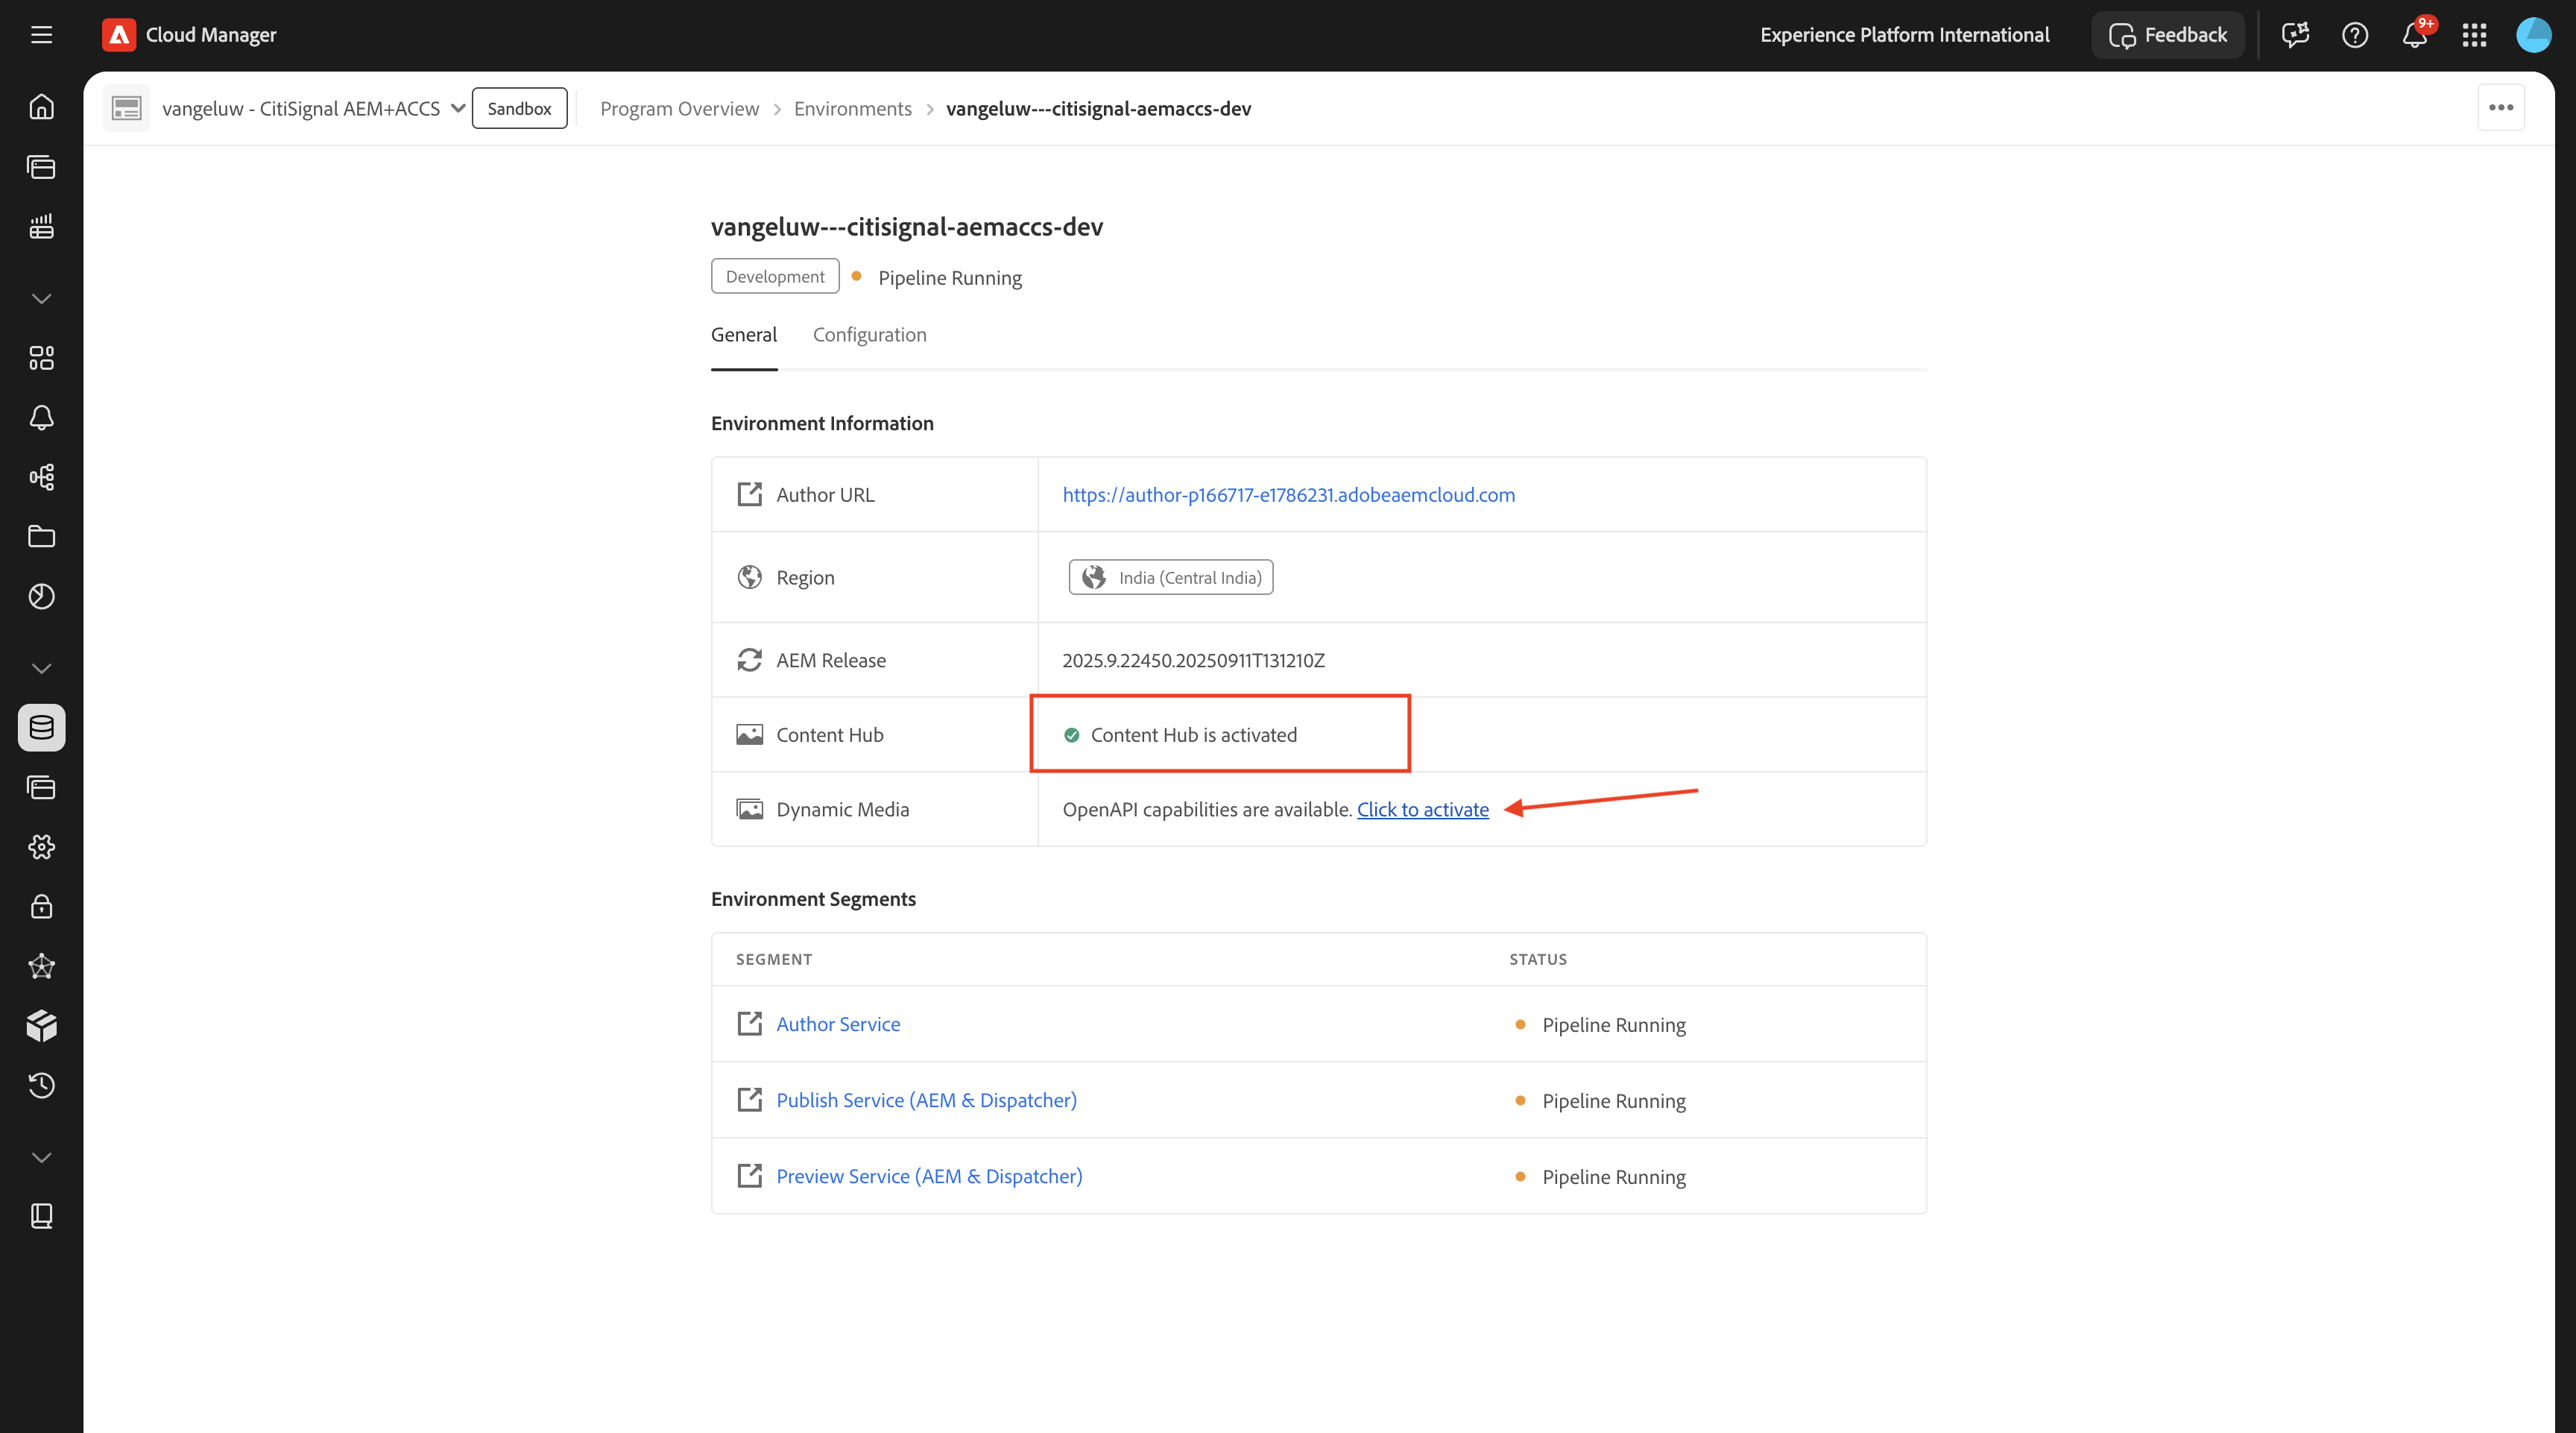 Cloud Manager
Experience Platform International
Feedback
9+
vangeluw - CitiSignal AEM+ACCS
Sandbox
Program Overview > Environments > vangeluw---citisignal-aemaccs-dev
vangeluw---citisignal-aemaccs-dev
Development
Pipeline Running
General
Configuration
Environment Information
Author URL
https://author-p166717-e1786231.adobeaemcloud.com
Region
India (Central India)
AEM Release
2025.9.22450.20250911T131210Z
Content Hub
Content Hub is activated
Dynamic Media
OpenAPI capabilities are available. Click to activate
Environment Segments
SEGMENT
STATUS
Author Service
Pipeline Running
Publish Service (AEM & Dispatcher)
Pipeline Running
Preview Service (AEM & Dispatcher)
Pipeline Running